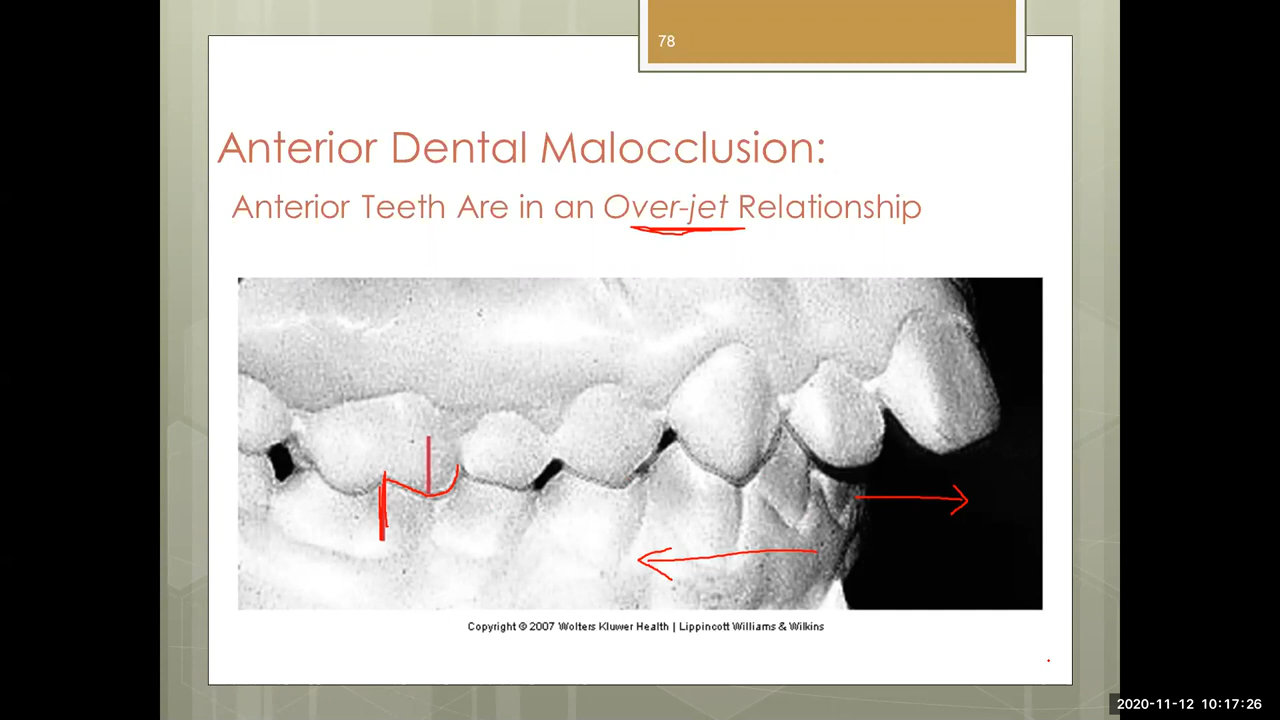 78
Anterior Dental Malocclusion:
Anterior Teeth Are in an Over-jet Relationship
Copyright © 2007 Wolters Kluwer Health | Lippincott Williams & Wilkins
2020-11-12 10:17:26